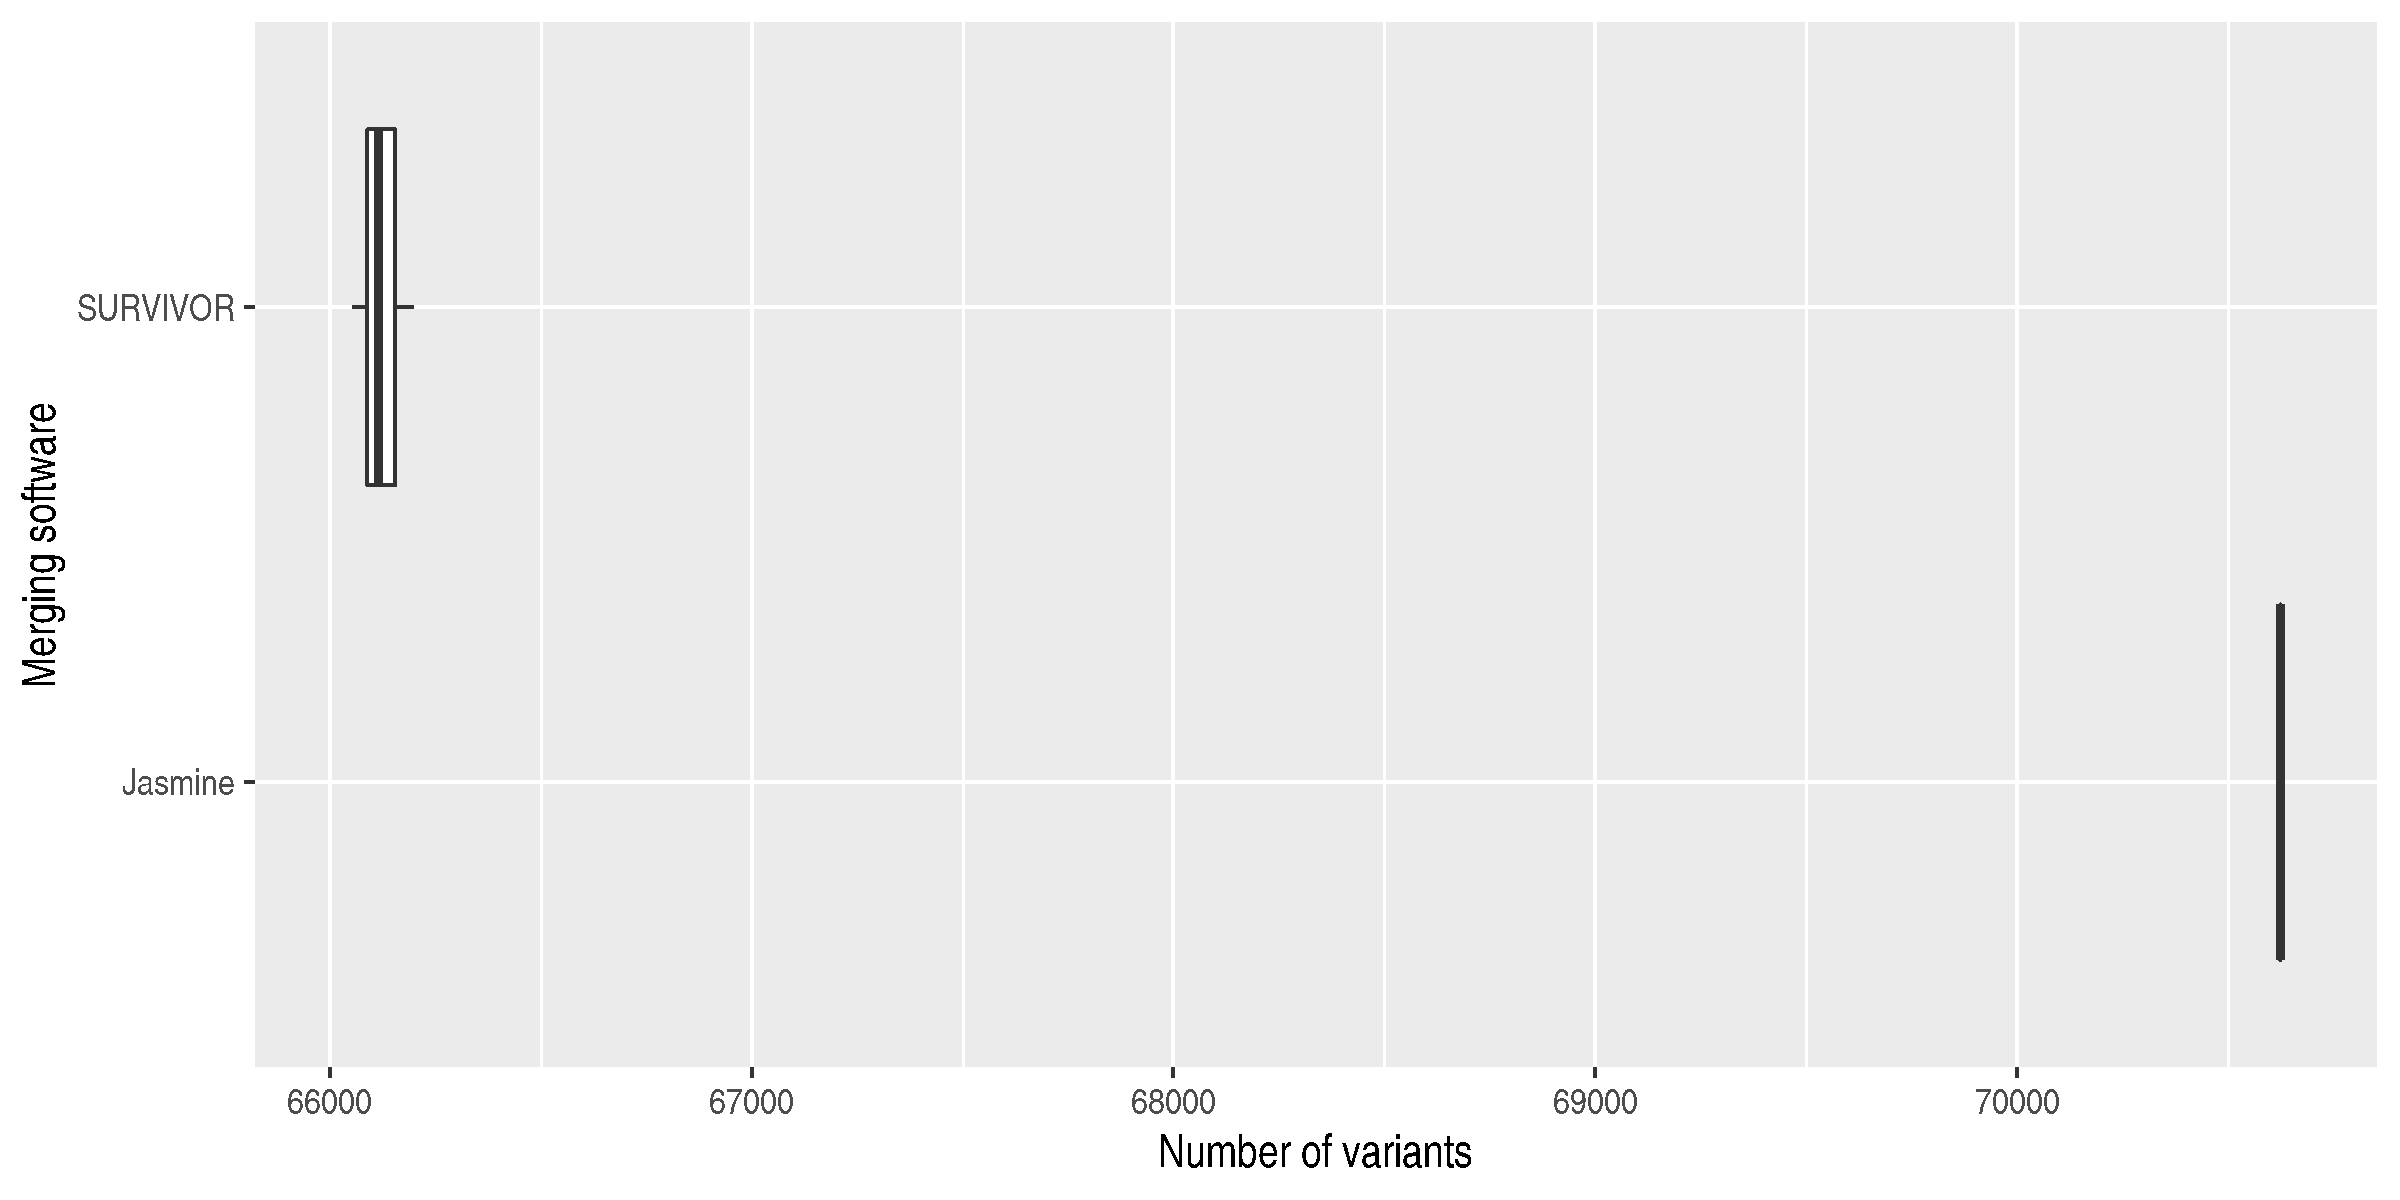 Merging software
SURVIVOR
Jasmine
66000 67000 68000 69000 70000
Number of variants